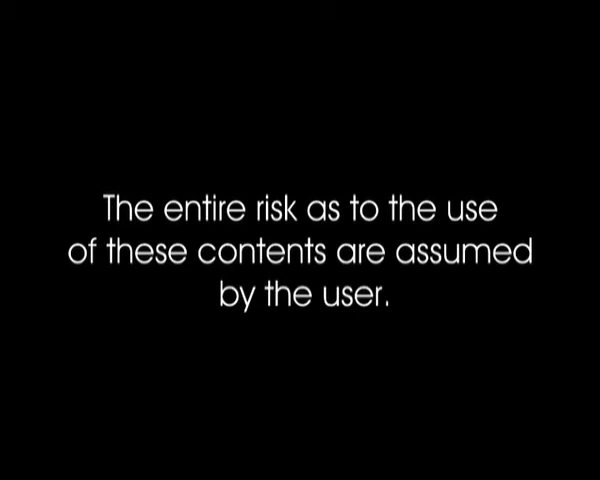 The entire risk as to the use
of these contents are assumed
by the user.